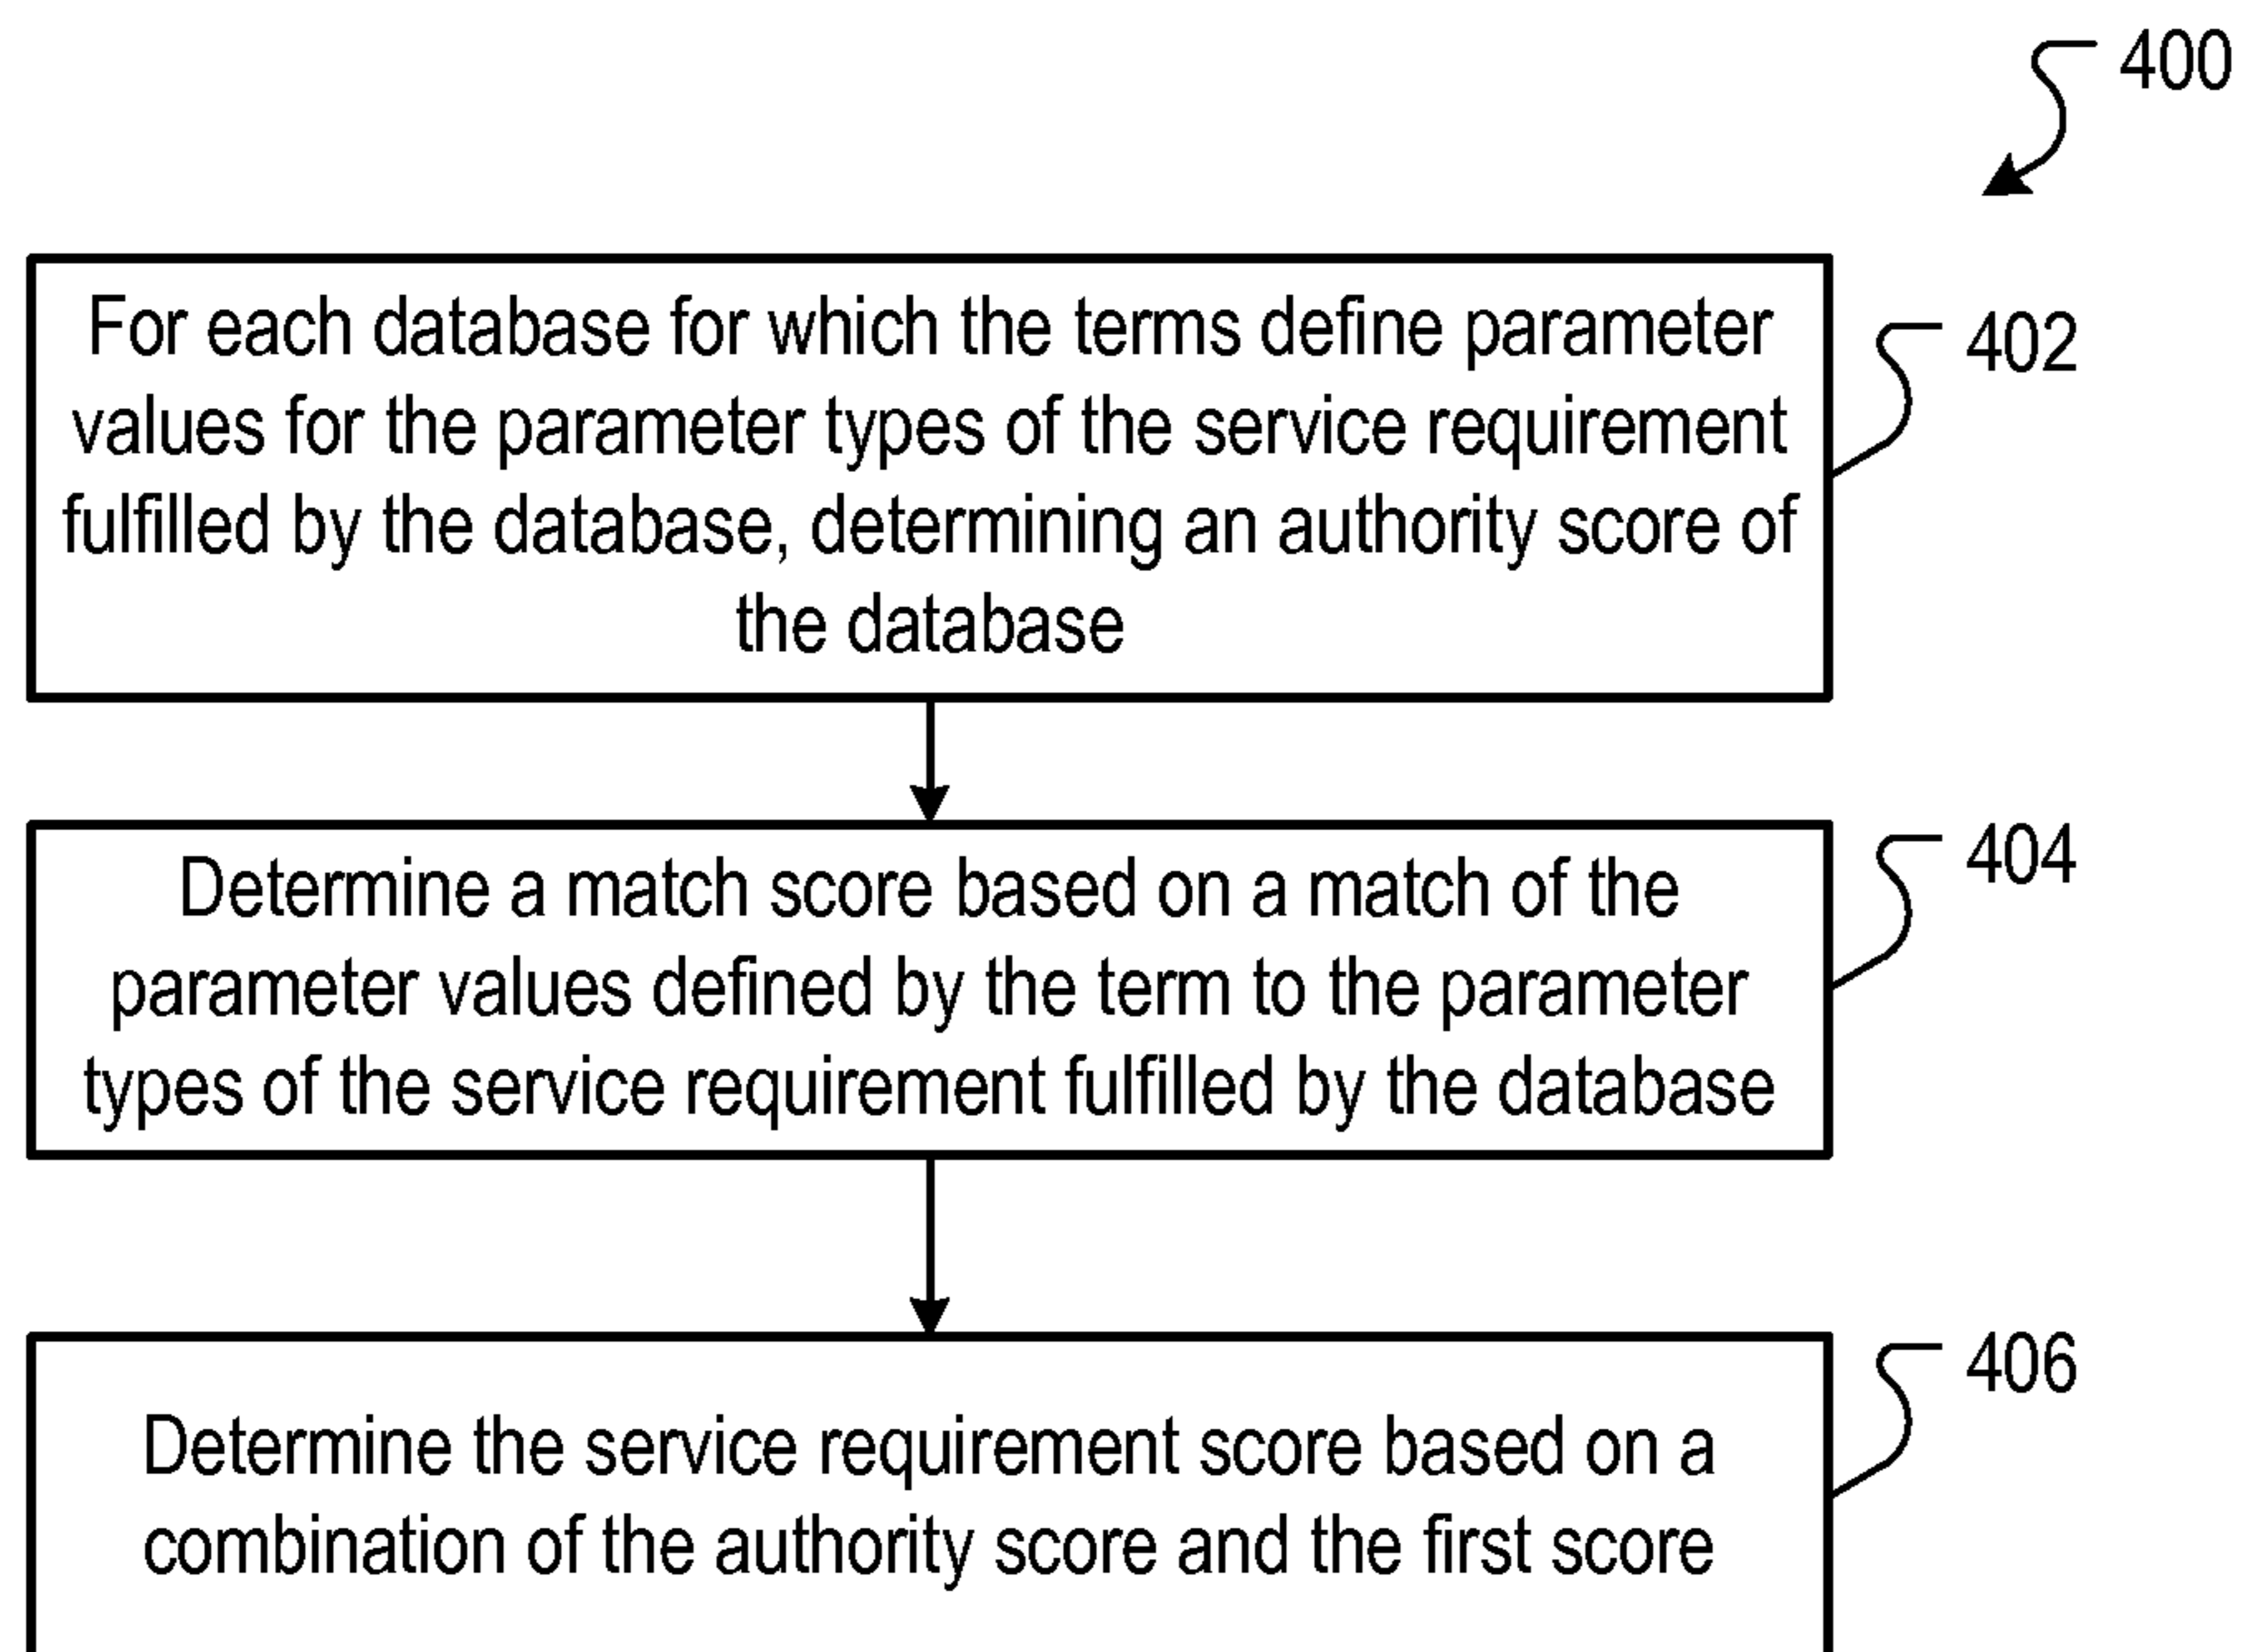 400
For each database for which the terms define parameter
values for the parameter types of the service requirement
fulfilled by the database, determining an authority score of
the database
402
Determine a match score based on a match of the
parameter values defined by the term to the parameter
types of the service requirement fulfilled by the database
404
Determine the service requirement score based on a
combination of the authority score and the first score
406